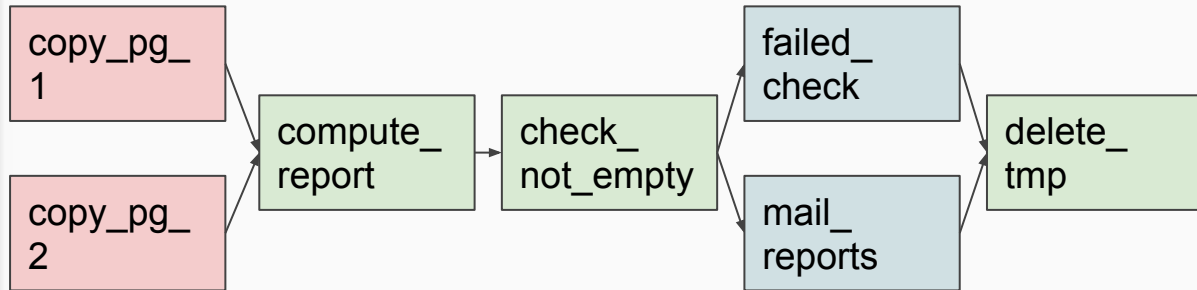 copy_pg_
1
copy_pg_
2
compute_
report
check_
not_empty
failed_
check
mail_
reports
delete_
tmp